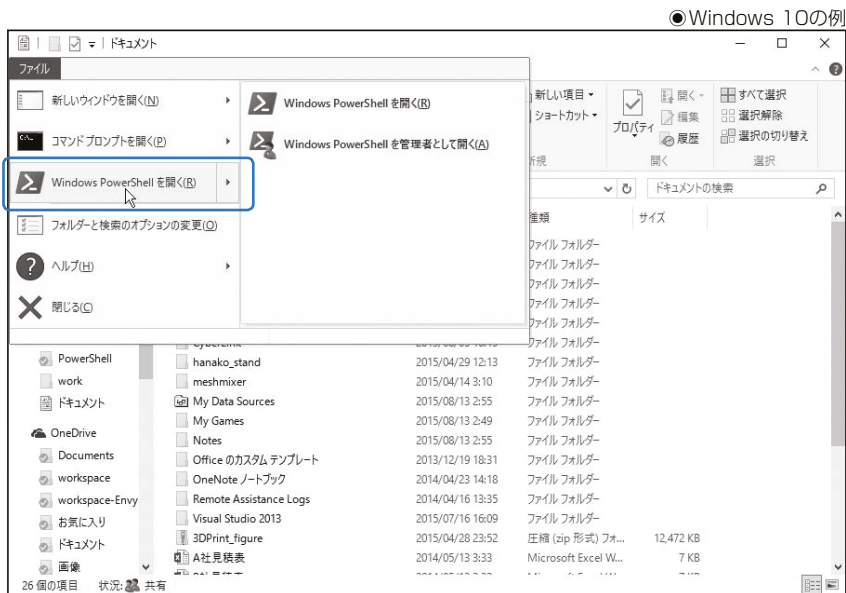 ◉Windows 10の例
ドキュメント
ファイル
新しいウィンドウを開く(N)
コマンド プロンプトを開く(P)
Windows PowerShell を開く(R)
フォルダーと検索のオプションの変更(O)
ヘルプ(H)
閉じる(C)
Windows PowerShell を開く(R)
Windows PowerShell を管理者として開く(A)
新しい項目
ショートカット
プロパティ
開く
編集
履歴
開く
すべて選択
選択解除
選択の切り替え
選択
ドキュメントの検索
種類 サイズ
ファイル フォルダー
ファイル フォルダー
ファイル フォルダー
ファイル フォルダー
ファイル フォルダー
ファイル フォルダー
PowerShell
work
ドキュメント
OneDrive
Documents
workspace
workspace-Envy
お気に入り
ドキュメント
画像
hanako_stand 2015/04/29 12:13 ファイル フォルダー
meshmixer 2015/04/14 3:10 ファイル フォルダー
My Data Sources 2015/08/13 2:55 ファイル フォルダー
My Games 2015/08/13 2:49 ファイル フォルダー
Notes 2015/08/13 2:55 ファイル フォルダー
Office のカスタム テンプレート 2013/12/19 18:31 ファイル フォルダー
OneNote ノートブック 2014/04/23 14:18 ファイル フォルダー
Remote Assistance Logs 2014/04/16 13:35 ファイル フォルダー
Visual Studio 2013 2015/07/16 16:09 ファイル フォルダー
3DPrint_figure 2015/04/28 23:52 圧縮 (zip 形式) フォ... 12,472 KB
A社見積表 2014/05/13 3:33 Microsoft Excel W... 7 KB
26 個の項目 状況: 共有